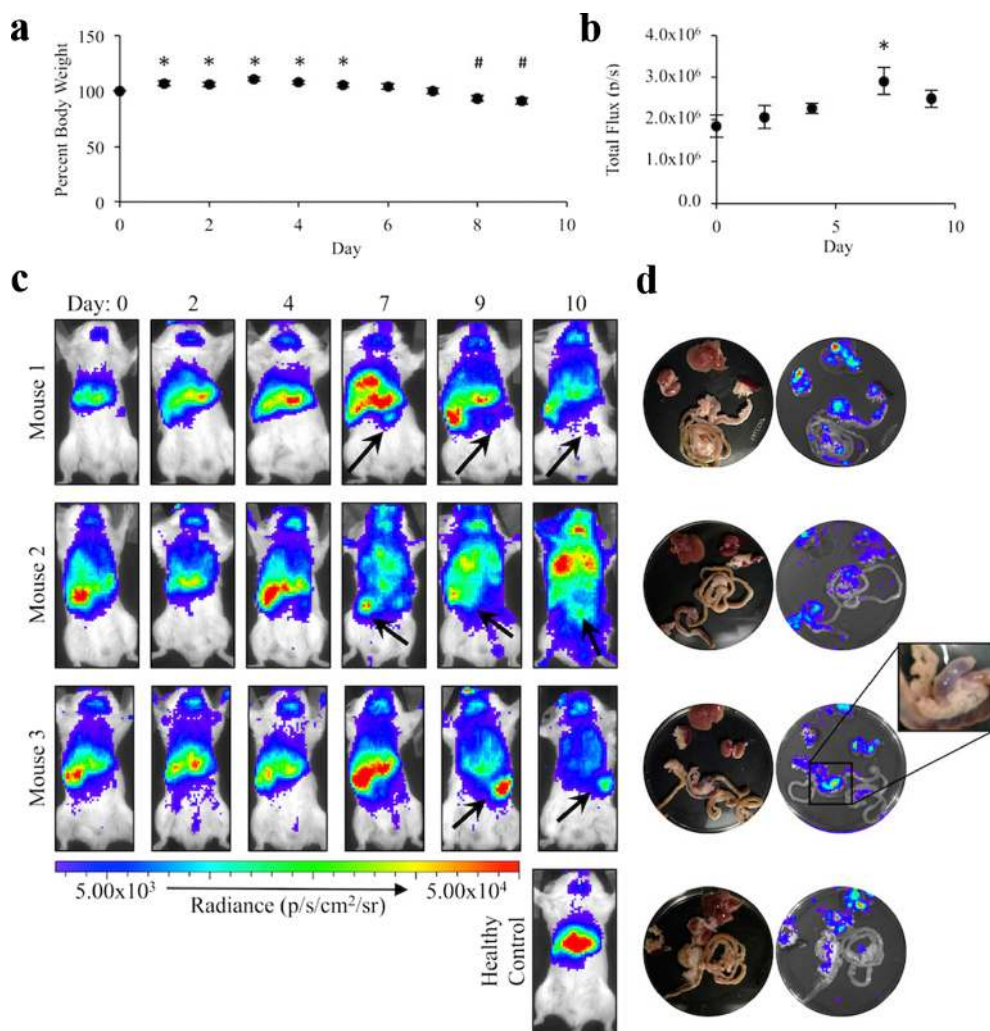 a
150
100
50
0
Percent Body Weight
* * * * * # #
0 2 4 6 8 10
Day
b
4.0x10⁶
3.0x10⁶
2.0x10⁶
1.0x10⁶
0.0
Total Flux (p/s)
*
0 5 10
Day
c
Day: 0 2 4 7 9 10
Mouse 1
Mouse 2
Mouse 3
5.00x10³ 5.00x10⁴
Radiance (p/s/cm²/sr)
Healthy
Control
d